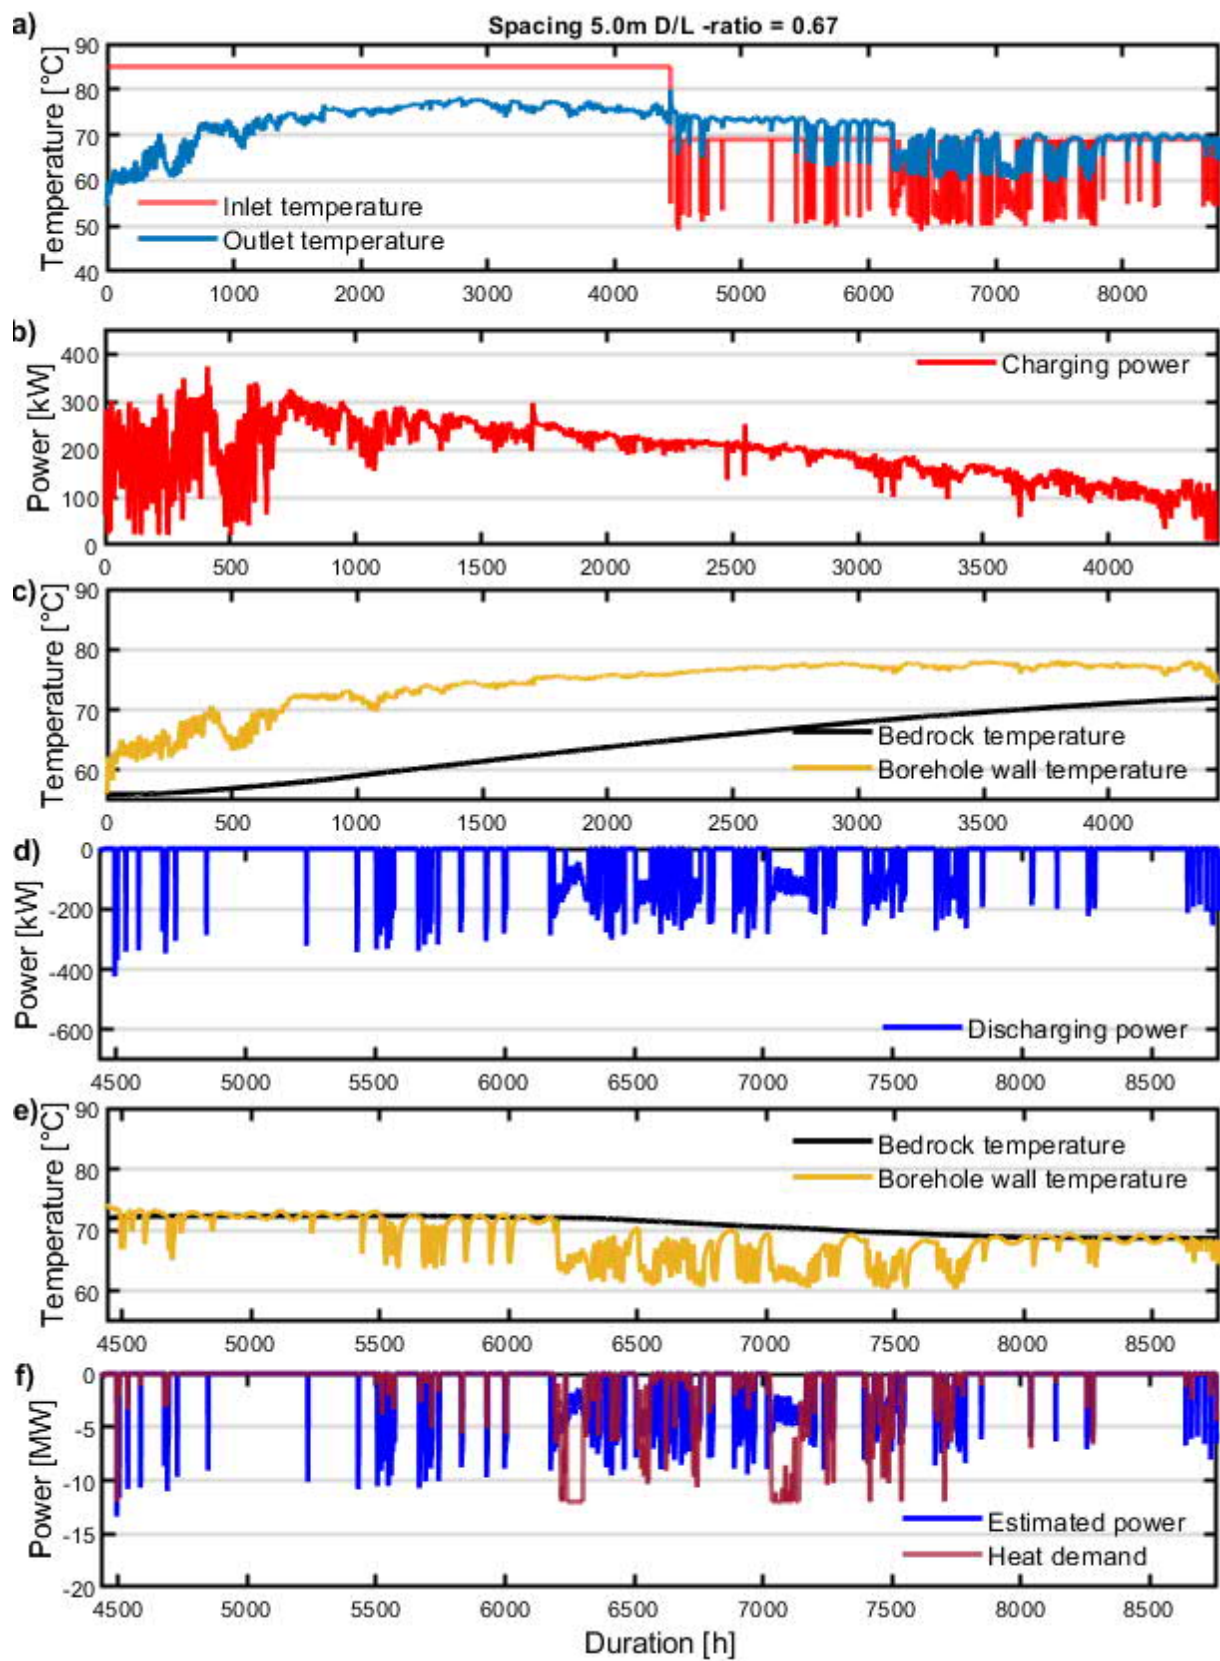 a)
Spacing 5.0m D/L -ratio = 0.67
Temperature [°C]
90
80
70
60
50
40
Inlet temperature
Outlet temperature
0 1000 2000 3000 4000 5000 6000 7000 8000
b)
Power [kW]
400
300
200
100
0
Charging power
0 500 1000 1500 2000 2500 3000 3500 4000
c)
Temperature [°C]
90
80
70
60
Bedrock temperature
Borehole wall temperature
0 500 1000 1500 2000 2500 3000 3500 4000
d)
Power [kW]
0
-200
-400
-600
Discharging power
4500 5000 5500 6000 6500 7000 7500 8000 8500
e)
Temperature [°C]
90
80
70
60
Bedrock temperature
Borehole wall temperature
4500 5000 5500 6000 6500 7000 7500 8000 8500
f)
Power [MW]
0
-5
-10
-15
-20
Estimated power
Heat demand
4500 5000 5500 6000 6500 7000 7500 8000 8500
Duration [h]